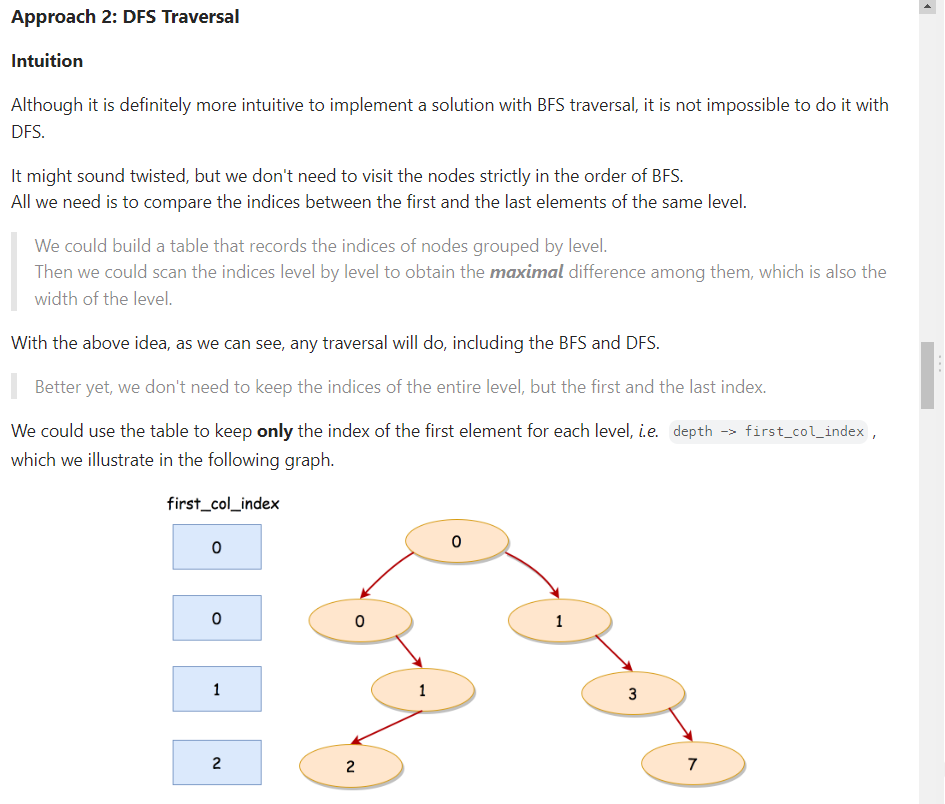 Approach 2: DFS Traversal
Intuition
Although it is definitely more intuitive to implement a solution with BFS traversal, it is not impossible to do it with
DFS.
It might sound twisted, but we don't need to visit the nodes strictly in the order of BFS.
All we need is to compare the indices between the first and the last elements of the same level.
We could build a table that records the indices of nodes grouped by level.
Then we could scan the indices level by level to obtain the maximal difference among them, which is also the
width of the level.
With the above idea, as we can see, any traversal will do, including the BFS and DFS.
Better yet, we don't need to keep the indices of the entire level, but the first and the last index.
We could use the table to keep only the index of the first element for each level, i.e. depth -> first_col_index ,
which we illustrate in the following graph.
first_col_index
0 0
0 0 1
1 1 3
2 2 7